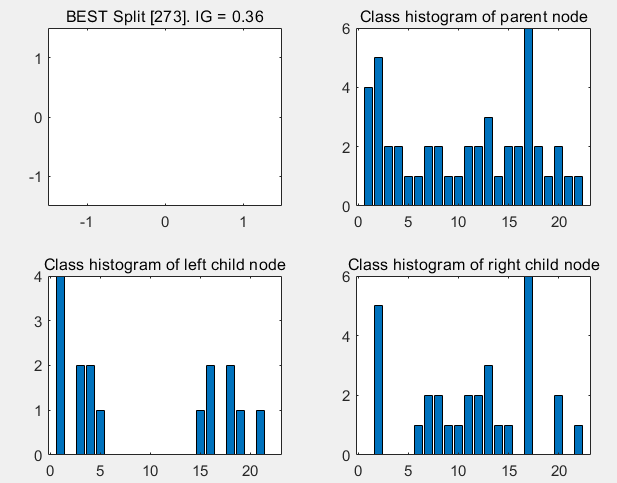 BEST Split [273]. IG = 0.36
1
0
-1
-1 0 1
Class histogram of parent node
6
4
2
0
0 5 10 15 20
Class histogram of left child node
4
3
2
1
0
0 5 10 15 20
Class histogram of right child node
6
4
2
0
0 5 10 15 20